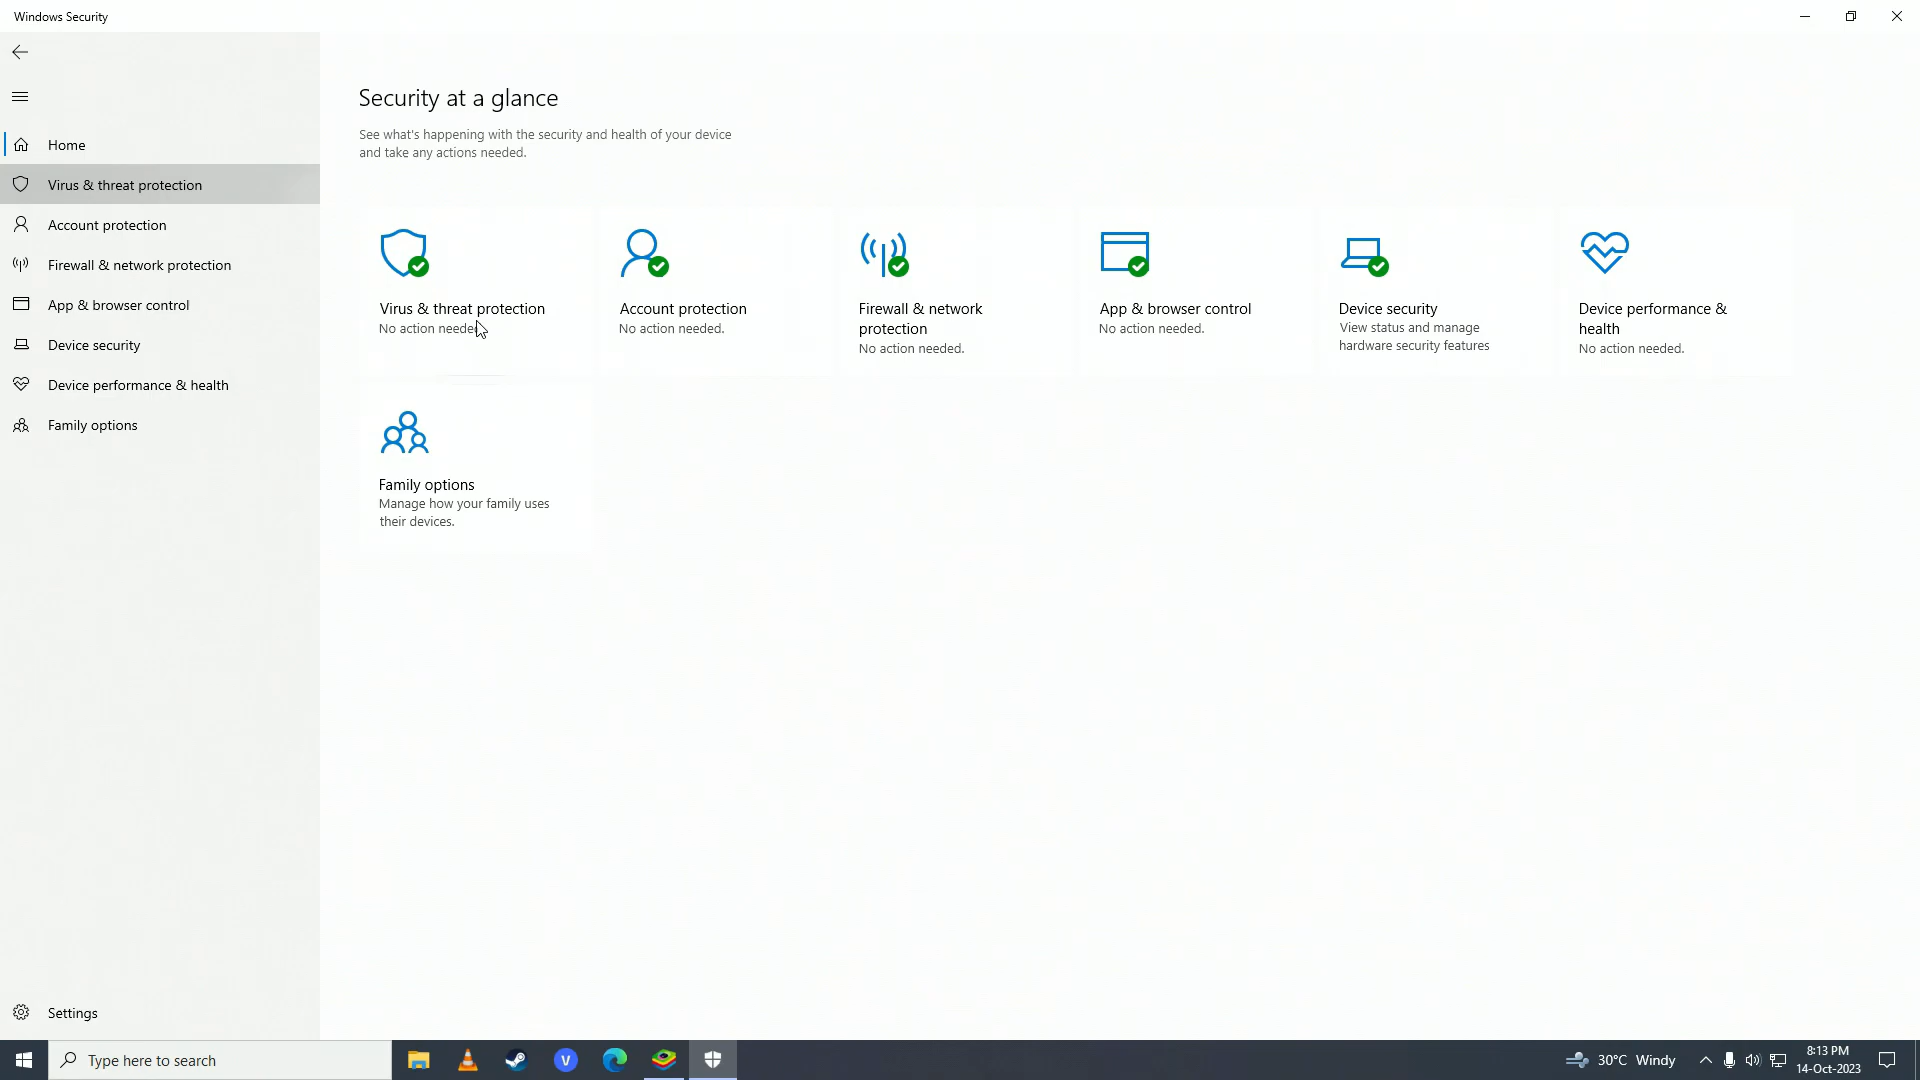 Windows Security
Home
Virus & threat protection
Account protection
Firewall & network protection
App & browser control
Device security
Device performance & health
Family options
Settings
Security at a glance
See what's happening with the security and health of your device
and take any actions needed.
Virus & threat protection
No action needed.
Account protection
No action needed.
Firewall & network
protection
No action needed.
App & browser control
No action needed.
Device security
View status and manage
hardware security features
Device performance &
health
No action needed.
Family options
Manage how your family uses
their devices.
Type here to search
V
30°C Windy
8:13 PM
14-Oct-2023